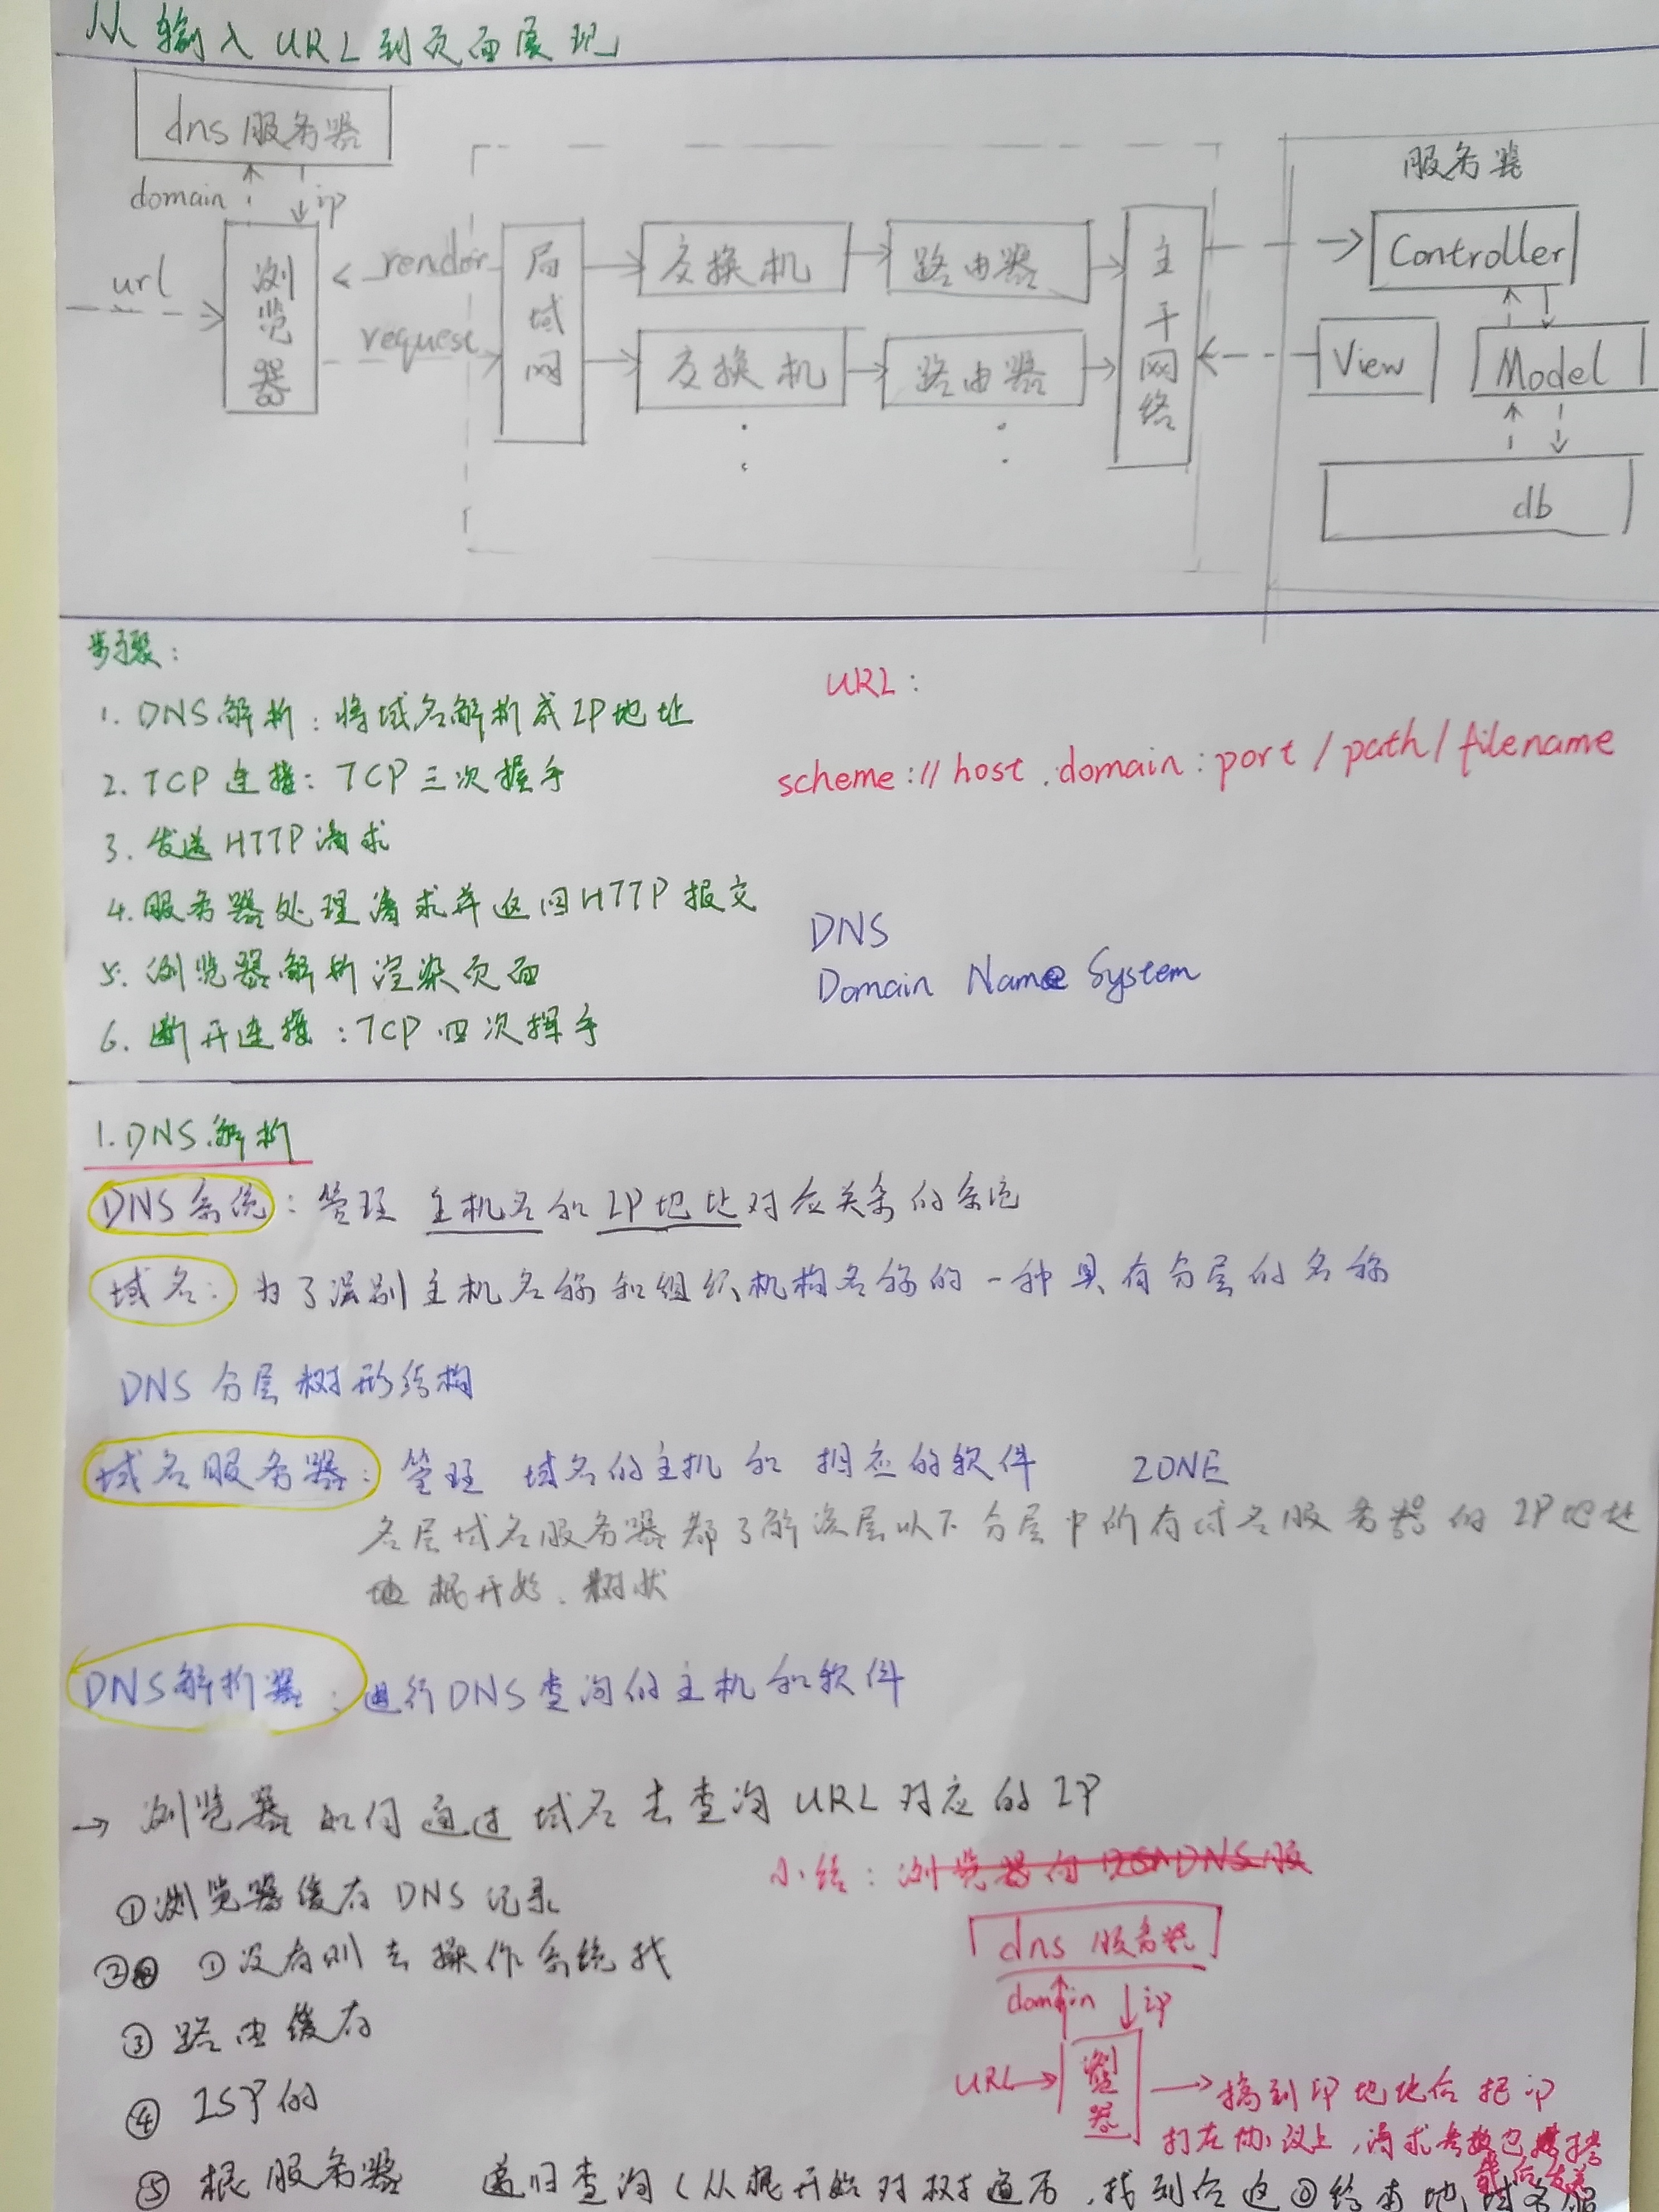 从输入URL到页面展现
dns服务器
domain
ip
url
浏览器
render
request
局域网
交换机
路由器
交换机
路由器
主干网络
服务器
Controller
View
Model
db
步骤：
1. DNS解析：将域名解析成IP地址
2. TCP连接：TCP三次握手
3. 发送HTTP请求
4. 服务器处理请求并返回HTTP报文
5. 浏览器解析渲染页面
6. 断开连接：TCP四次挥手
URL：
scheme://host.domain:port/path/filename
DNS
Domain Name System
1. DNS解析
DNS系统：管理 主机名和IP地址对应关系的系统
域名：为了识别主机名称和组织机构名称的一种具有分层的名称
DNS分层树形结构
域名服务器：管理 域名的主机和相应的软件 ZONE
各层域名服务器都了解该层以下分层中所有域名服务器的IP地址
根开始．树状
DNS解析器：进行DNS查询的主机和软件
→ 浏览器如何通过域名去查询URL对应的IP
①浏览器缓存DNS记录
② ①没有则去操作系统找
③ 路由缓存
④ ISP的
⑤ 根服务器 递归查询（从根开始对树遍历，找到后返回给本地域名服
小结：浏览器向DNS服
dns服务器
domain
ip
URL
浏览器
→搞到IP地址后把IP
打在协议上，请求参数也